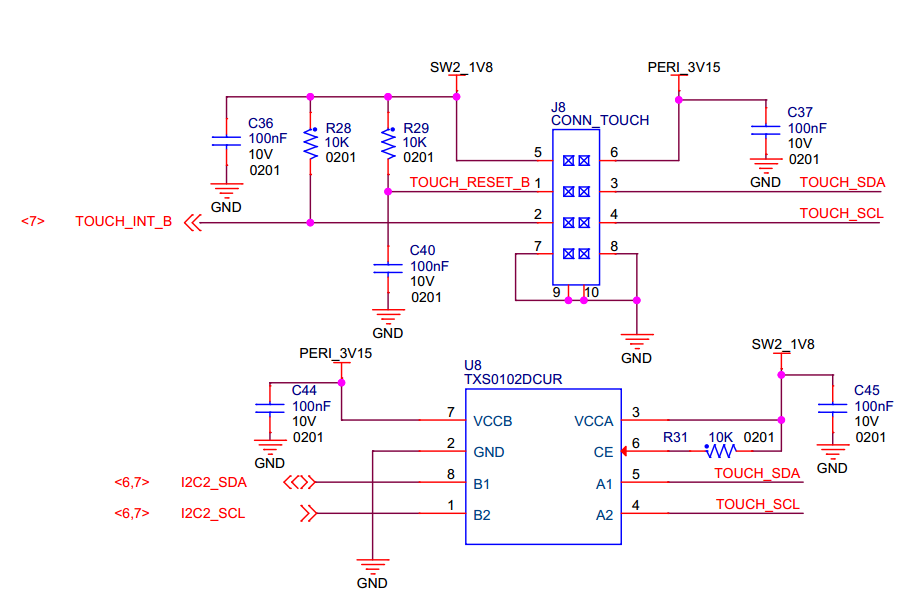 SW2_1V8
PERI_3V15
J8
CONN_TOUCH
C36
100nF
10V
0201
R28
10K
0201
R29
10K
0201
C37
100nF
10V
0201
5
6
GND
TOUCH_RESET_B
1
3
TOUCH_SDA
GND
<7>
TOUCH_INT_B
2
4
TOUCH_SCL
7
8
C40
100nF
10V
0201
9
10
GND
GND
PERI_3V15
SW2_1V8
U8
TXS0102DCUR
C44
100nF
10V
0201
C45
100nF
10V
0201
7
VCCB
VCCA
3
2
GND
CE
6
R31
10K
0201
GND
GND
<6,7>
I2C2_SDA
8
B1
A1
5
TOUCH_SDA
<6,7>
I2C2_SCL
1
B2
A2
4
TOUCH_SCL
GND